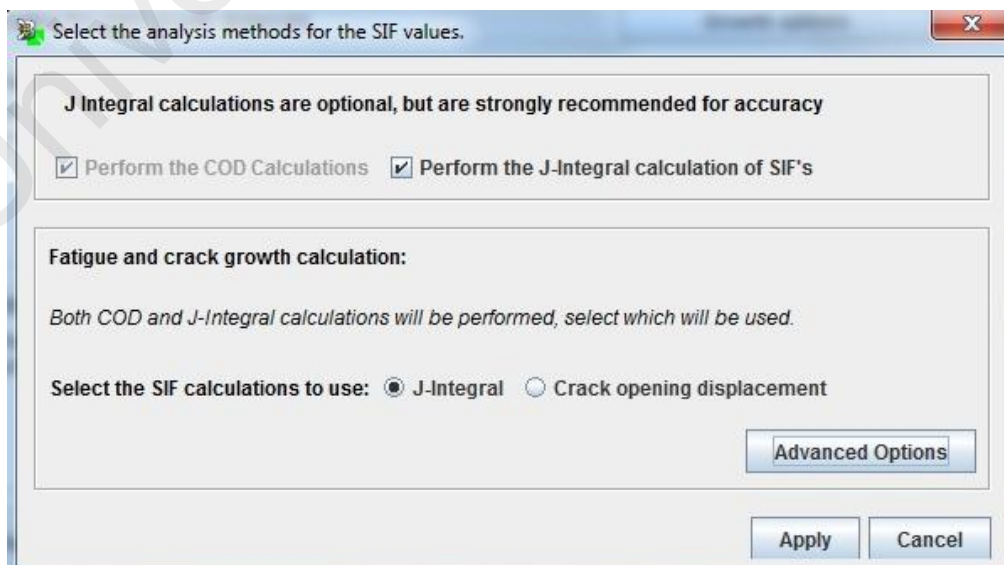 Select the analysis methods for the SIF values.
J Integral calculations are optional, but are strongly recommended for accuracy
Perform the COD Calculations Perform the J-Integral calculation of SIF's
Fatigue and crack growth calculation:
Both COD and J-Integral calculations will be performed, select which will be used.
Select the SIF calculations to use: J-Integral Crack opening displacement
Advanced Options
Apply Cancel